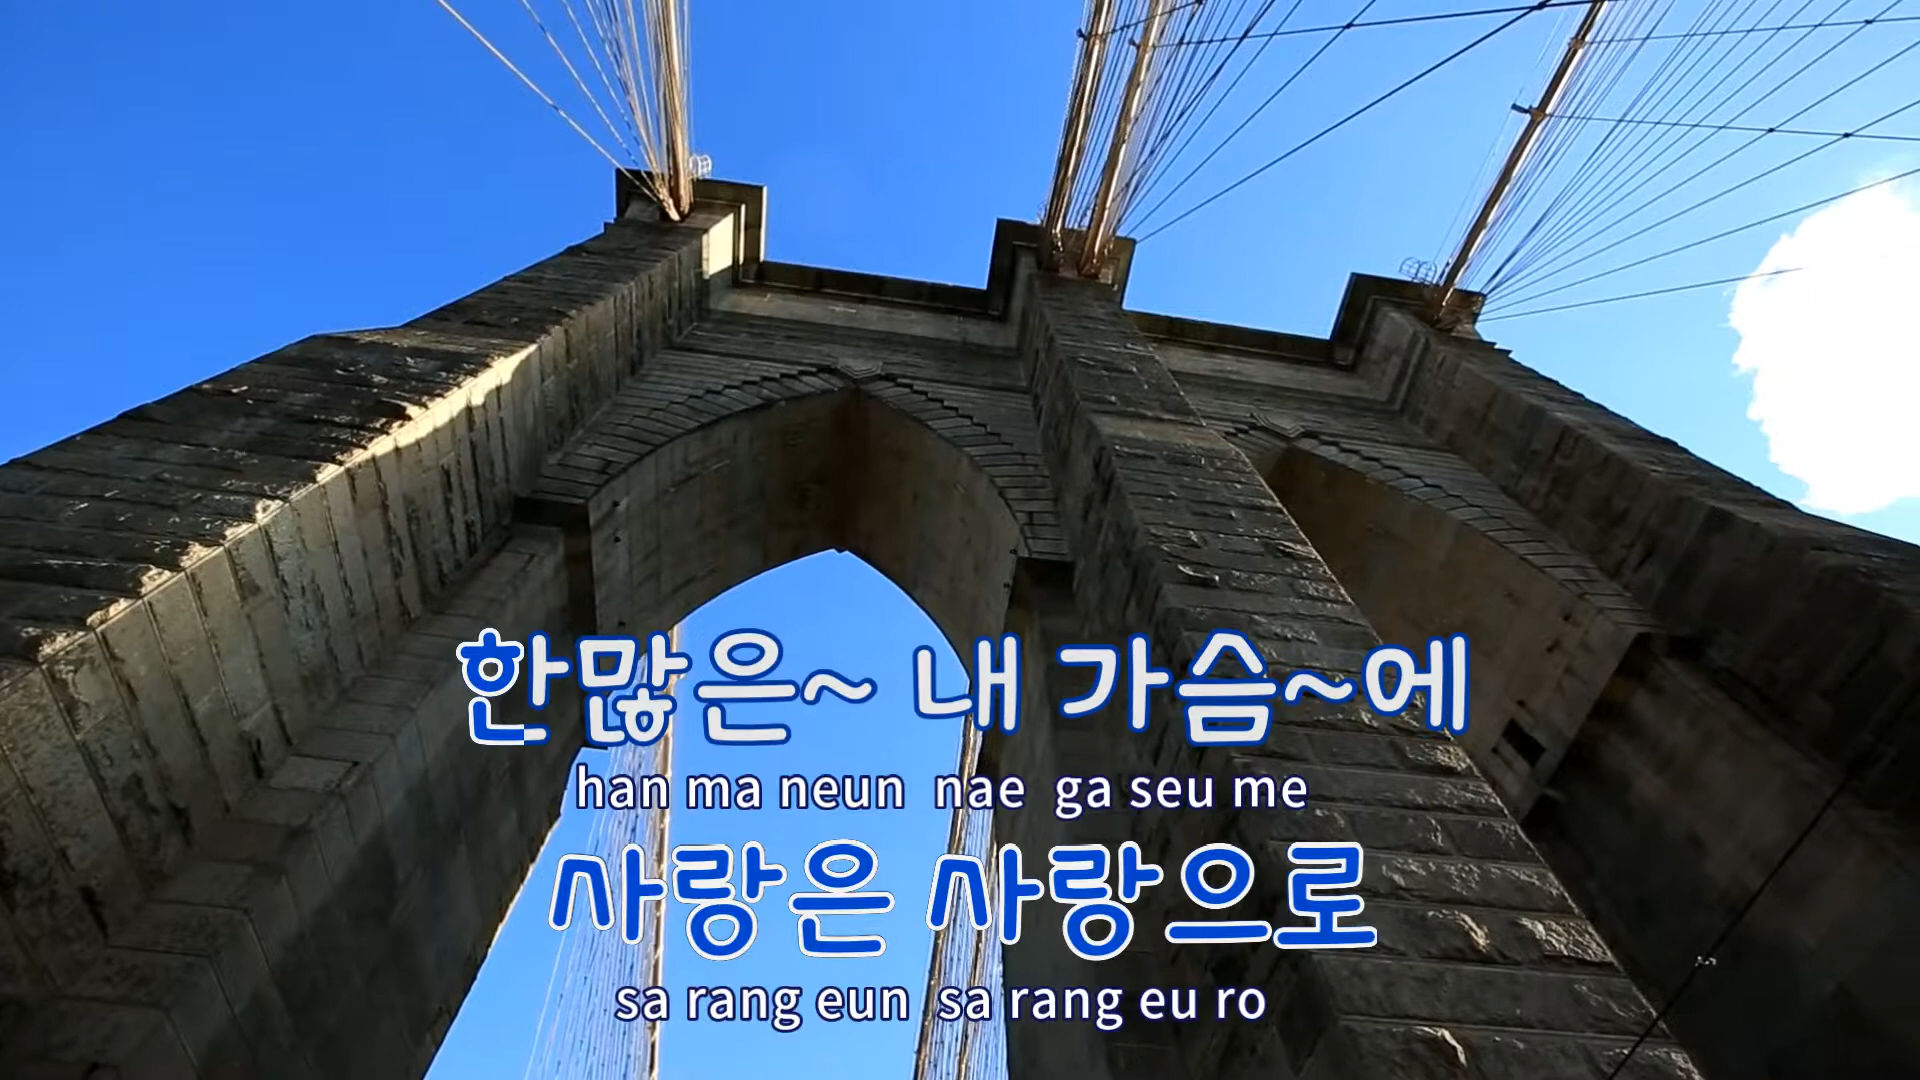 한많은~ 내 가슴~에
han ma neun nae ga seu me
사랑은 사랑으로
sa rang eun sa rang eu ro